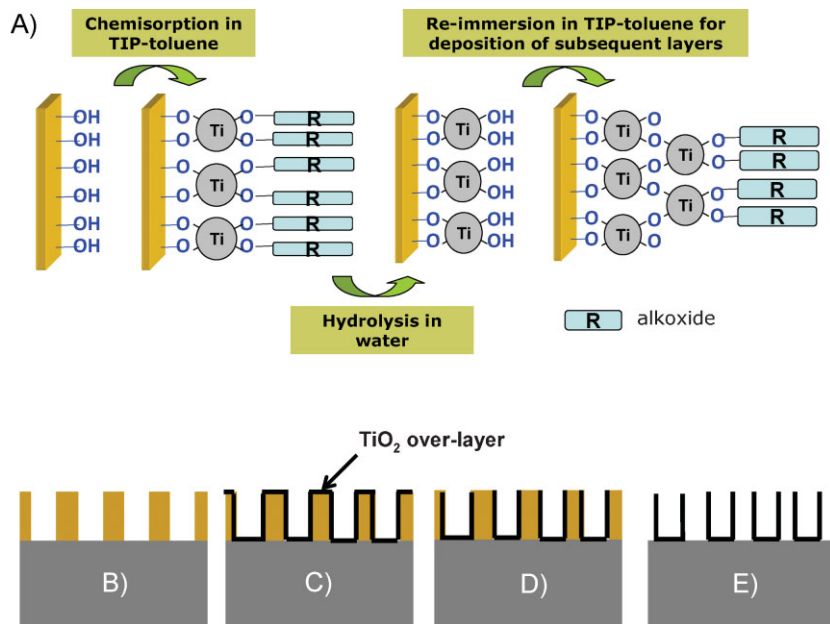 A)
Chemisorption in
TIP-toluene
Re-immersion in TIP-toluene for
deposition of subsequent layers
OH
OH
OH
OH
OH
OH
O Ti O R
O O R
O Ti O R
O O R
O Ti O R
O O R
Ti OH
O OH
O Ti OH
O OH
O Ti OH
O OH
O Ti O
O O Ti O R
O Ti O O R
O O Ti O R
O Ti O O R
O O
Hydrolysis in
water
R alkoxide
TiO₂ over-layer
B) C) D) E)